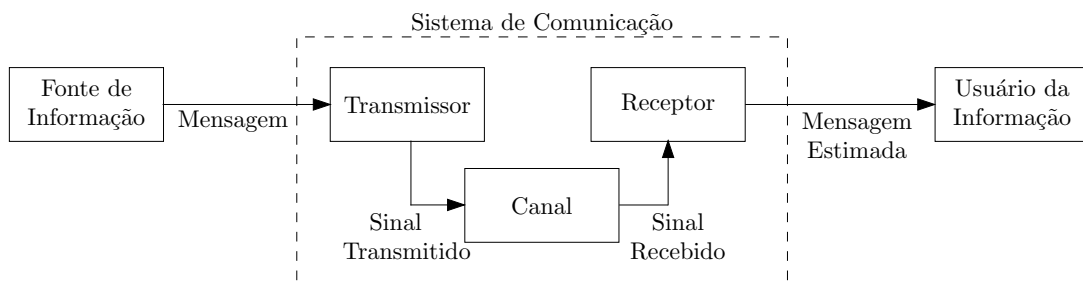 Sistema de Comunicação
Fonte de
Informação
Mensagem
Transmissor
Sinal
Transmitido
Canal
Sinal
Recebido
Receptor
Mensagem
Estimada
Usuário da
Informação